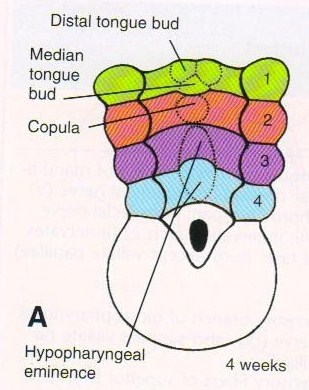 Distal tongue bud
Median
tongue
bud
Copula
1
2
3
4
A
Hypopharyngeal
eminence
4 weeks